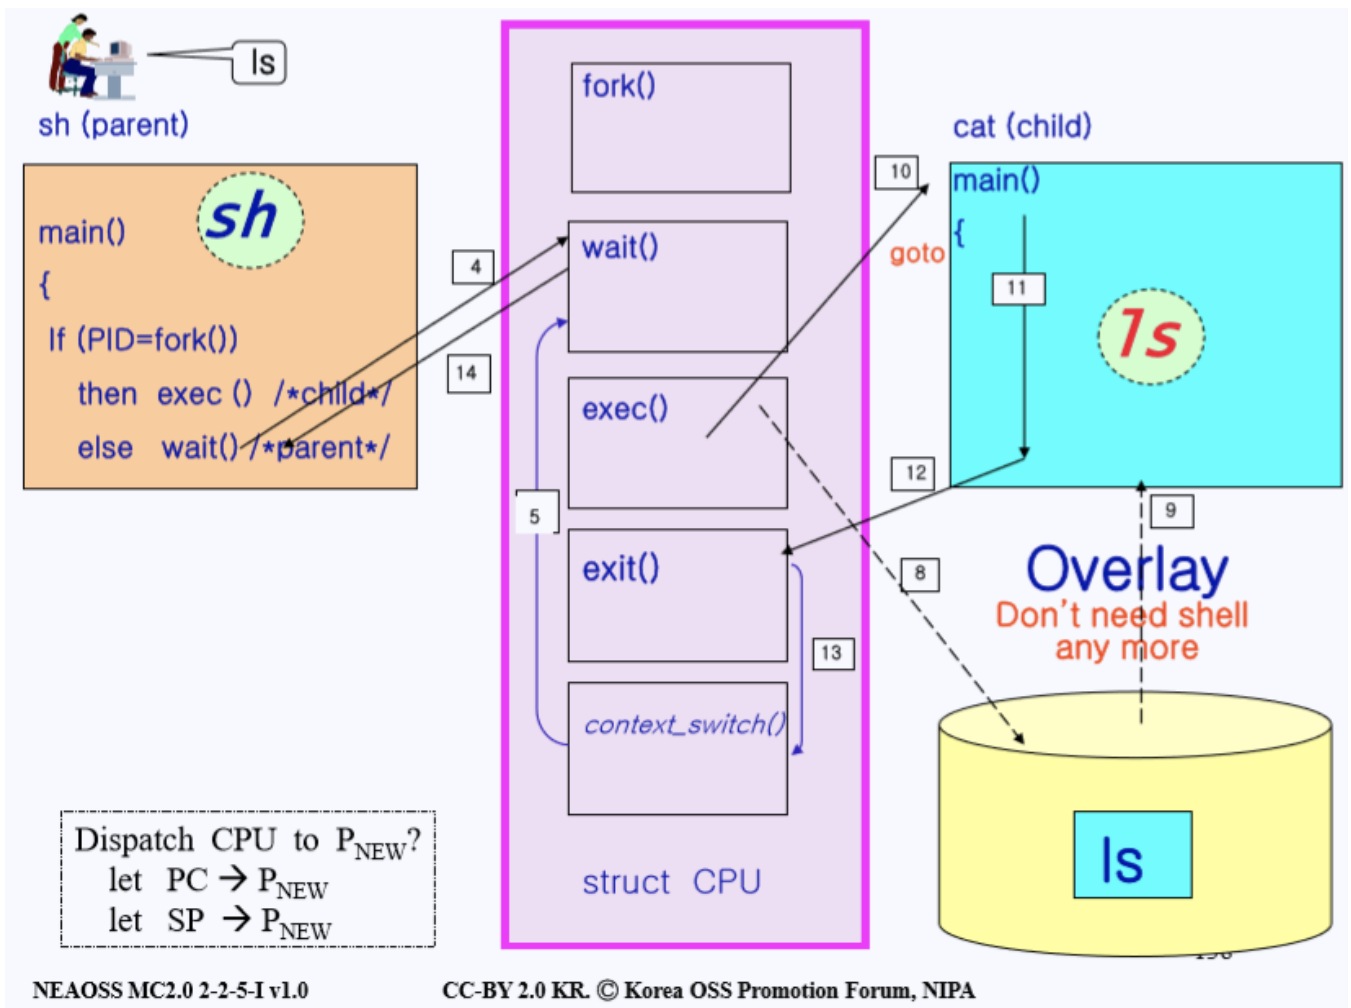 ls
sh (parent)
sh
main()
{
If (PID=fork())
then exec () /*child*/
else wait() /*parent*/
4
14
5
fork()
wait()
exec()
exit()
context_switch()
struct CPU
10
goto
12
8
13
cat (child)
main()
{
11
ls
9
Overlay
Don't need shell
any more
ls
Dispatch CPU to PNEW?
let PC → PNEW
let SP → PNEW
NEAOSS MC2.0 2-2-5-I v1.0
CC-BY 2.0 KR. © Korea OSS Promotion Forum, NIPA